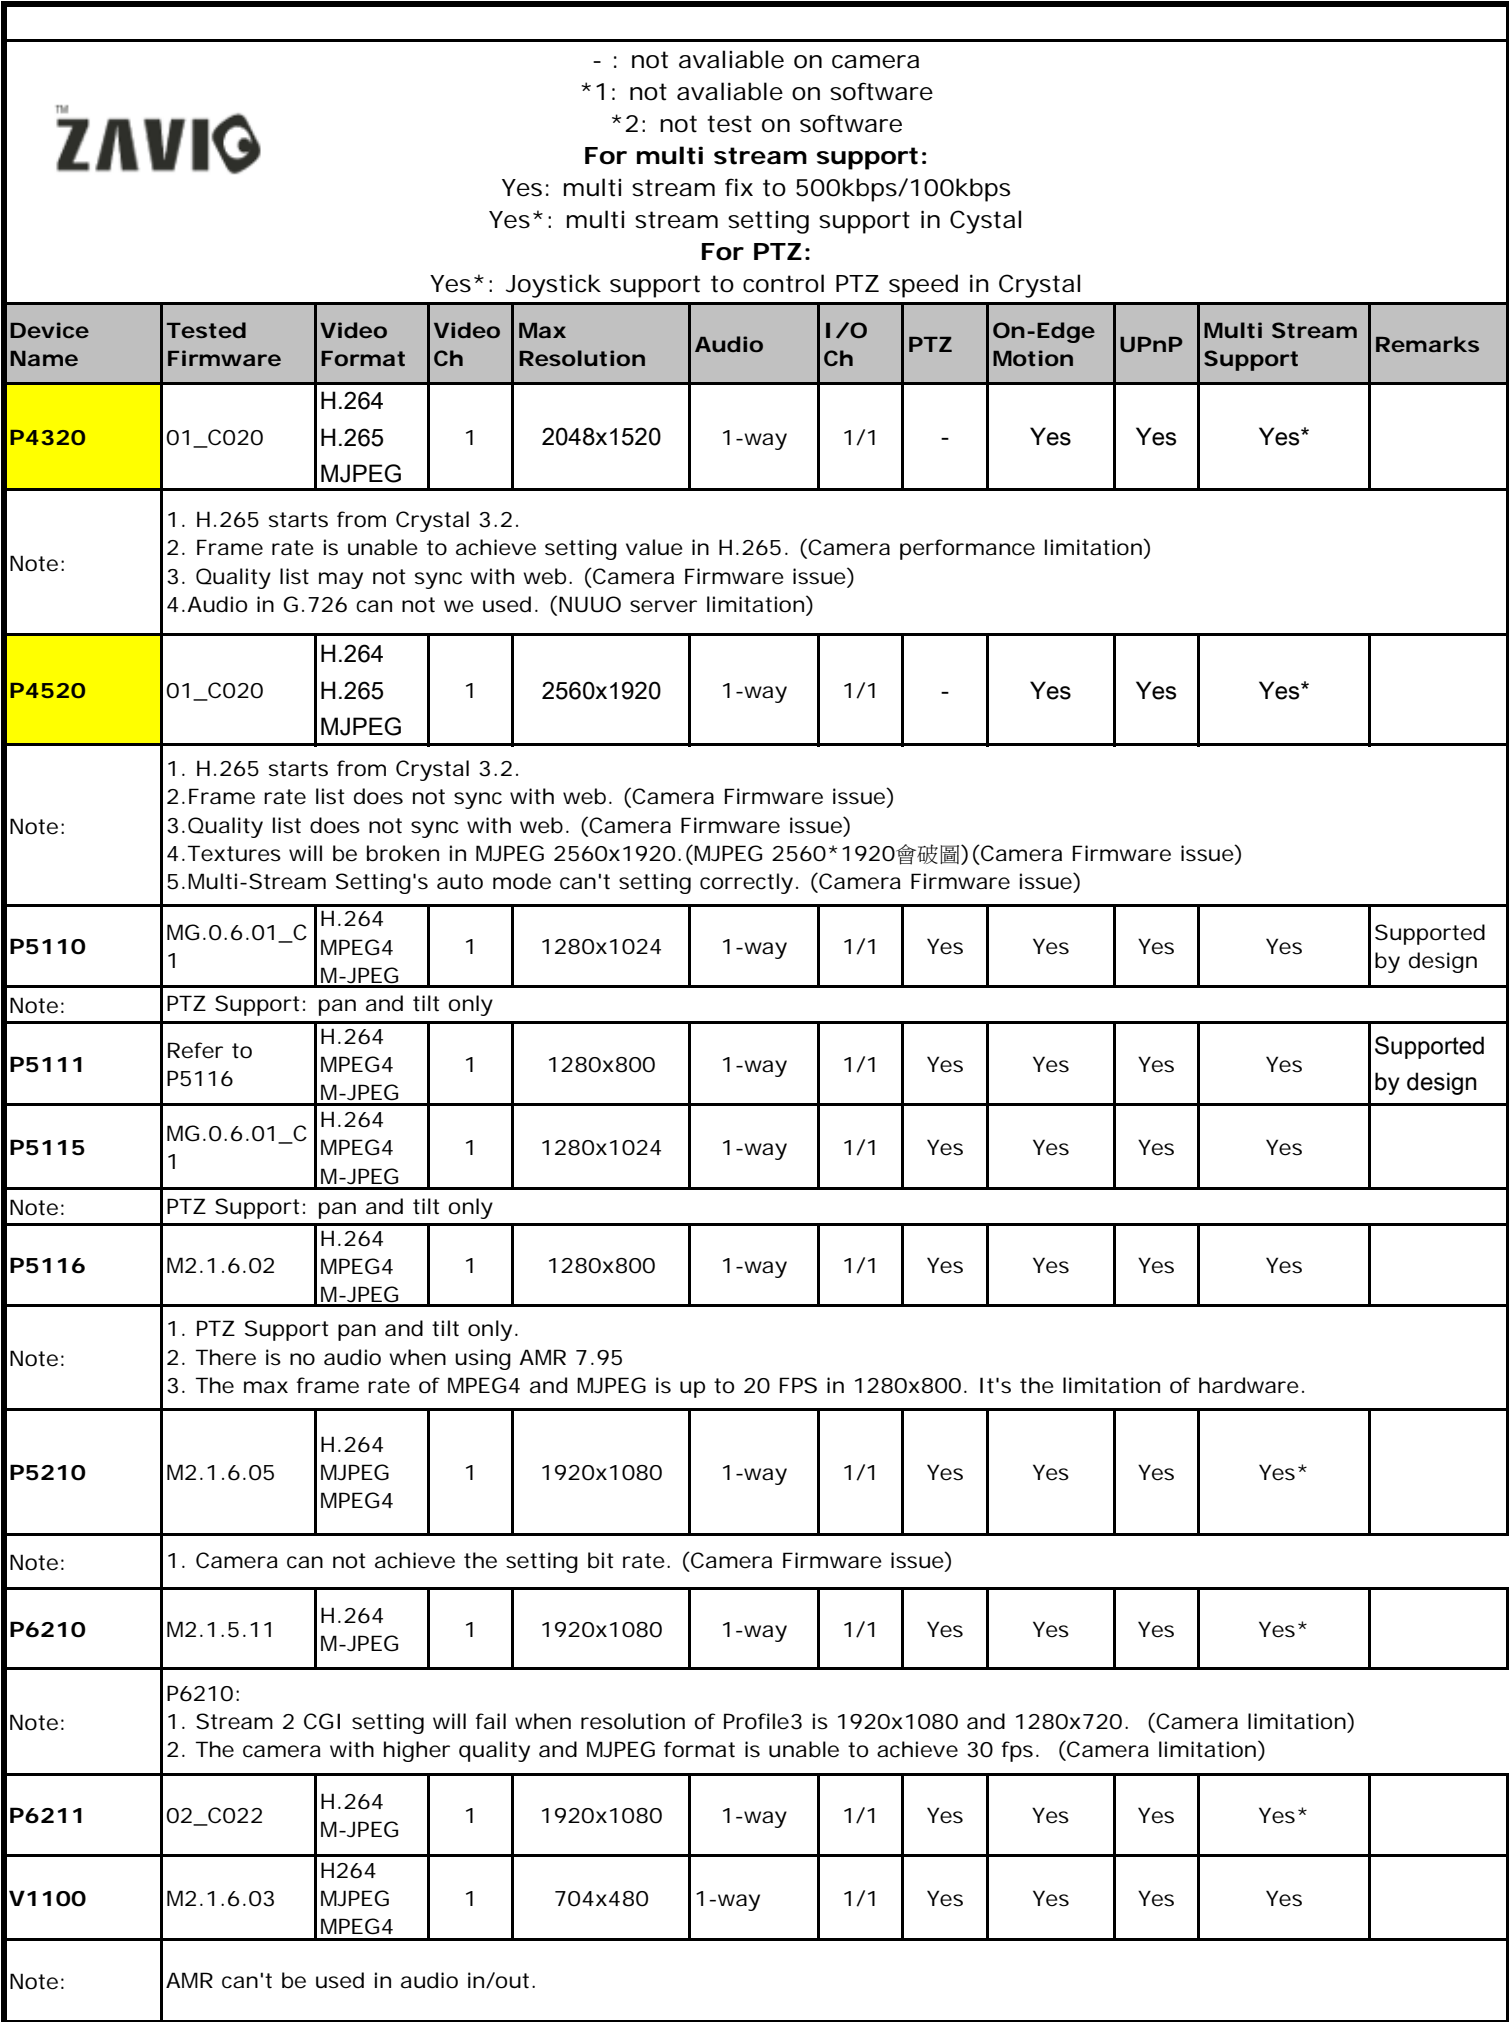 - : not avaliable on camera
*1: not avaliable on software
*2: not test on software
For multi stream support:
Yes: multi stream fix to 500kbps/100kbps
Yes*: multi stream setting support in Cystal
For PTZ:
Yes*: Joystick support to control PTZ speed in Crystal
TM
ZAVIO
Device Name Tested Firmware Video Format Video Ch Max Resolution Audio I/O Ch PTZ On-Edge Motion UPnP Multi Stream Support Remarks
P4320 01_C020 H.264 H.265 MJPEG 1 2048x1520 1-way 1/1 - Yes Yes Yes*
Note:
1. H.265 starts from Crystal 3.2.
2. Frame rate is unable to achieve setting value in H.265. (Camera performance limitation)
3. Quality list may not sync with web. (Camera Firmware issue)
4.Audio in G.726 can not we used. (NUUO server limitation)
P4520 01_C020 H.264 H.265 MJPEG 1 2560x1920 1-way 1/1 - Yes Yes Yes*
Note:
1. H.265 starts from Crystal 3.2.
2.Frame rate list does not sync with web. (Camera Firmware issue)
3.Quality list does not sync with web. (Camera Firmware issue)
4.Textures will be broken in MJPEG 2560x1920.(MJPEG 2560*1920會破圖)(Camera Firmware issue)
5.Multi-Stream Setting's auto mode can't setting correctly. (Camera Firmware issue)
P5110 MG.0.6.01_C1 H.264 MPEG4 M-JPEG 1 1280x1024 1-way 1/1 Yes Yes Yes Yes Supported by design
Note: PTZ Support: pan and tilt only
P5111 Refer to P5116 H.264 MPEG4 M-JPEG 1 1280x800 1-way 1/1 Yes Yes Yes Yes Supported by design
P5115 MG.0.6.01_C1 H.264 MPEG4 M-JPEG 1 1280x1024 1-way 1/1 Yes Yes Yes Yes
Note: PTZ Support: pan and tilt only
P5116 M2.1.6.02 H.264 MPEG4 M-JPEG 1 1280x800 1-way 1/1 Yes Yes Yes Yes
Note:
1. PTZ Support pan and tilt only.
2. There is no audio when using AMR 7.95
3. The max frame rate of MPEG4 and MJPEG is up to 20 FPS in 1280x800. It's the limitation of hardware.
P5210 M2.1.6.05 H.264 MJPEG MPEG4 1 1920x1080 1-way 1/1 Yes Yes Yes Yes*
Note: 1. Camera can not achieve the setting bit rate. (Camera Firmware issue)
P6210 M2.1.5.11 H.264 M-JPEG 1 1920x1080 1-way 1/1 Yes Yes Yes Yes*
Note:
P6210:
1. Stream 2 CGI setting will fail when resolution of Profile3 is 1920x1080 and 1280x720. (Camera limitation)
2. The camera with higher quality and MJPEG format is unable to achieve 30 fps. (Camera limitation)
P6211 02_C022 H.264 M-JPEG 1 1920x1080 1-way 1/1 Yes Yes Yes Yes*
V1100 M2.1.6.03 H264 MJPEG MPEG4 1 704x480 1-way 1/1 Yes Yes Yes Yes
Note: AMR can't be used in audio in/out.